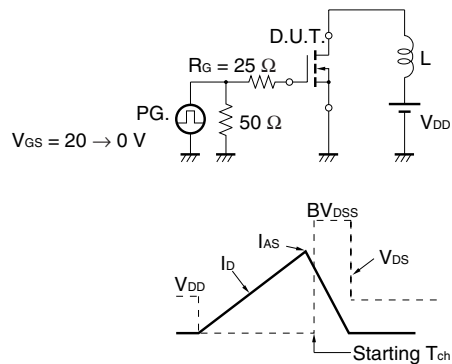 D.U.T.
RG = 25 Ω
L
PG.
50 Ω
VDD
VGS = 20 → 0 V
BVDSS
IAS
VDS
ID
VDD
Starting Tch